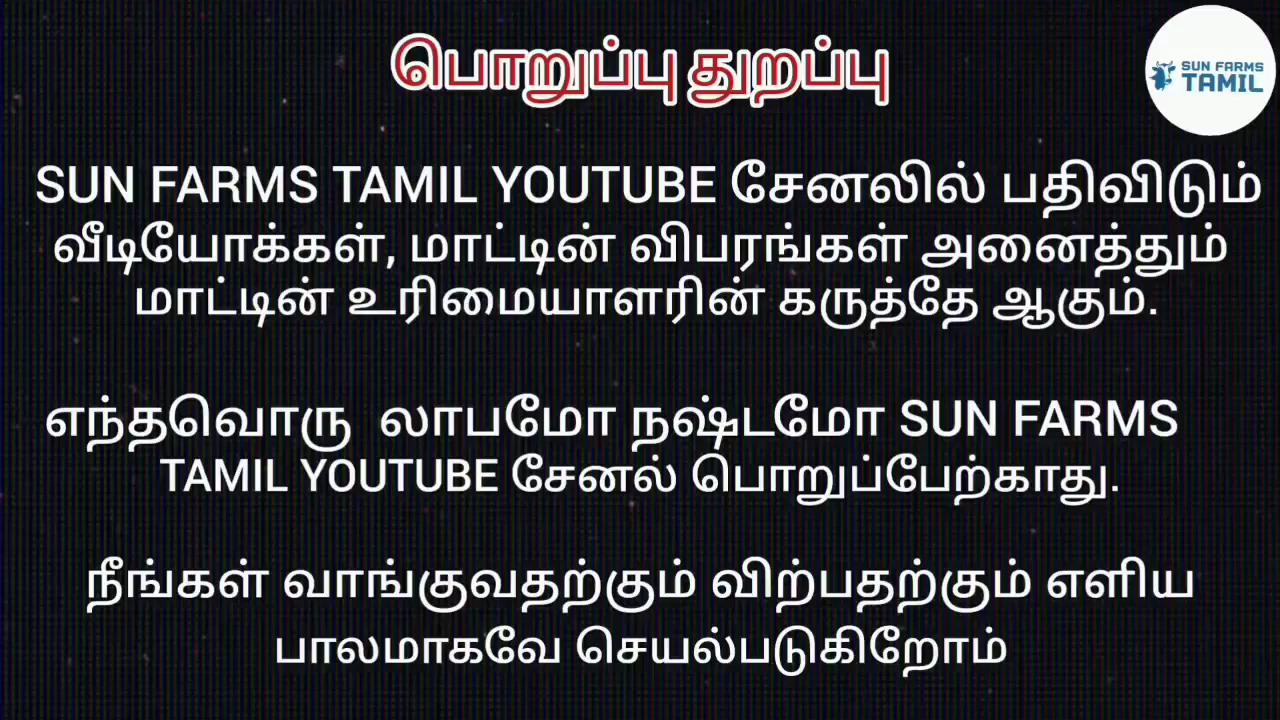 பொறுப்பு துறப்பு
SUN FARMS
TAMIL
SUN FARMS TAMIL YOUTUBE சேனலில் பதிவிடும்
வீடியோக்கள், மாட்டின் விபரங்கள் அனைத்தும்
மாட்டின் உரிமையாளரின் கருத்தே ஆகும்.
எந்தவொரு லாபமோ நஷ்டமோ SUN FARMS
TAMIL YOUTUBE சேனல் பொறுப்பேற்காது.
நீங்கள் வாங்குவதற்கும் விற்பதற்கும் எளிய
பாலமாகவே செயல்படுகிறோம்